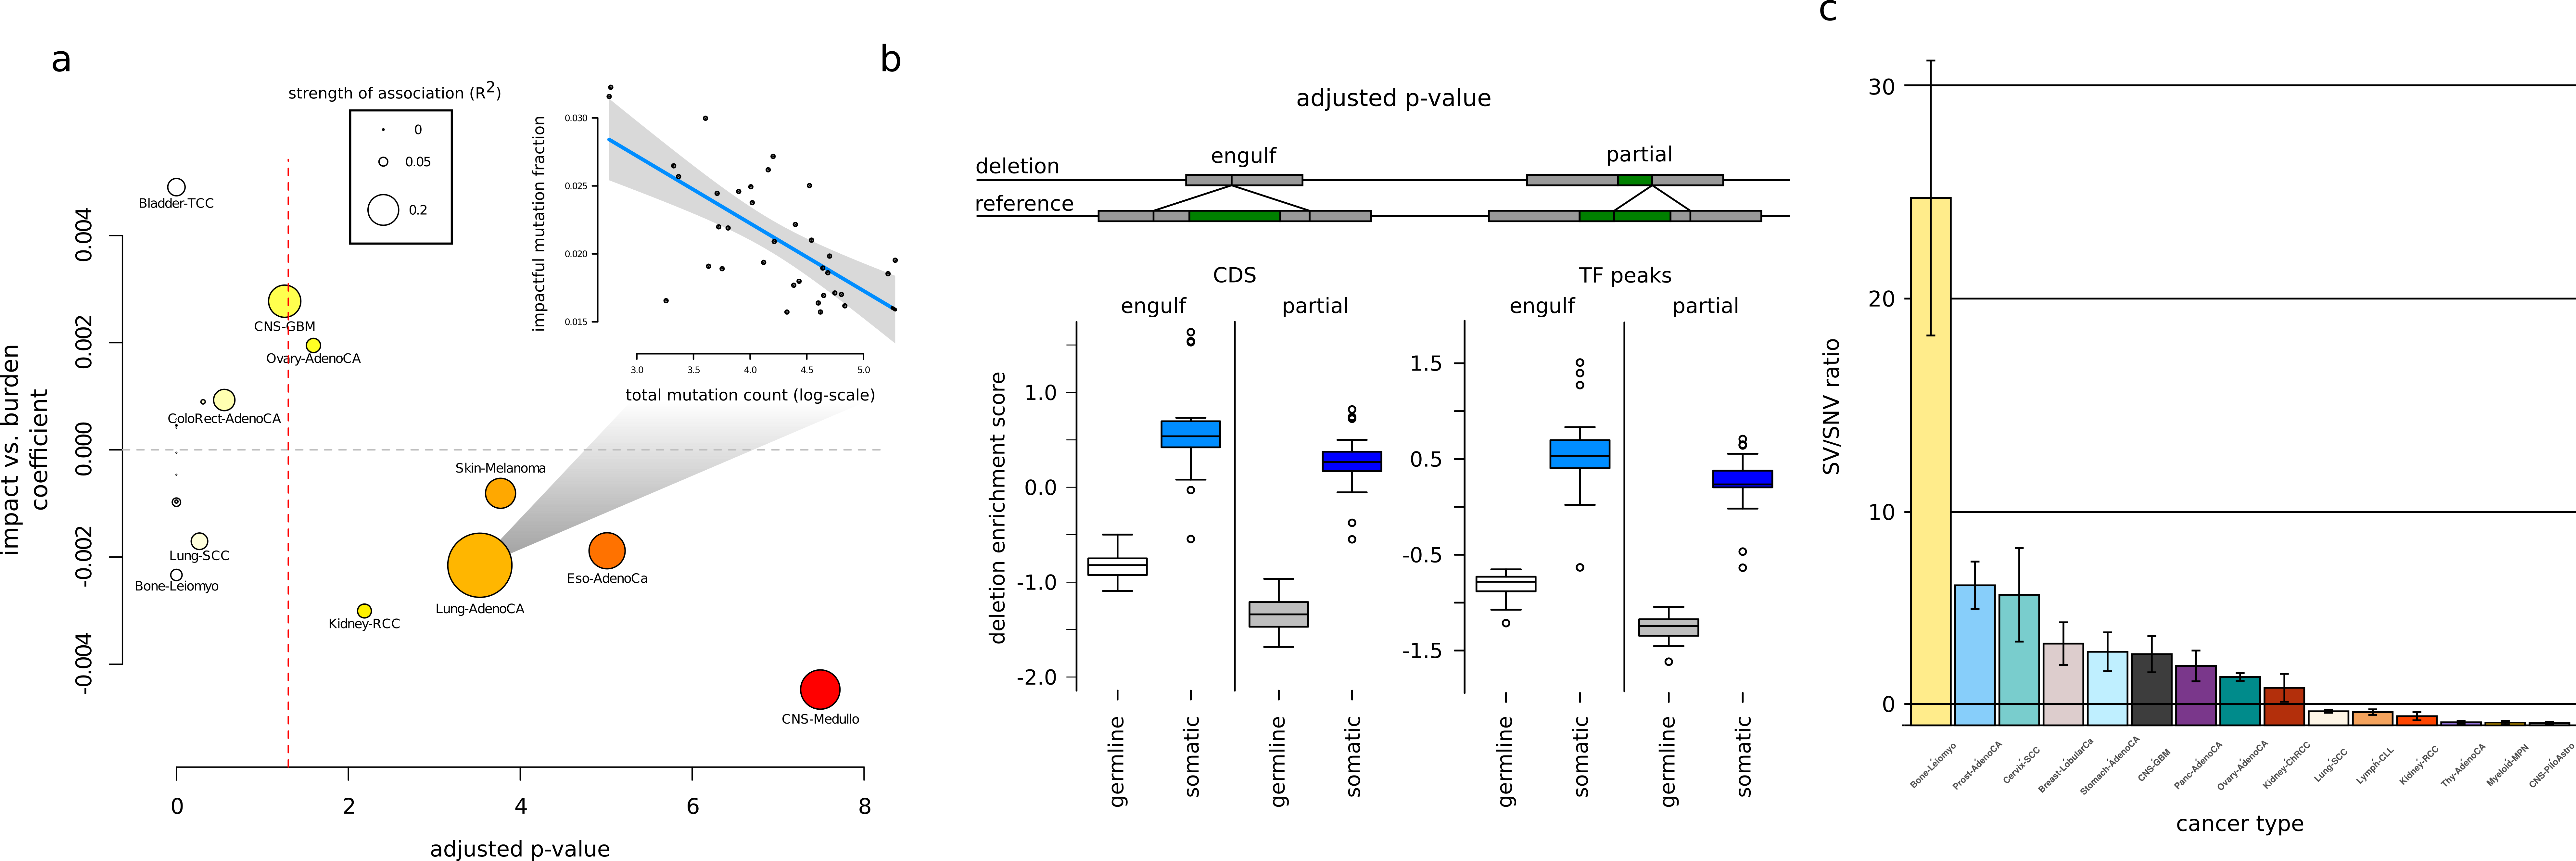 a
strength of association (R2)
0
0.05
0.2
Bladder-TCC
CNS-GBM
Ovary-AdenoCA
ColoRect-AdenoCA
Skin-Melanoma
Lung-SCC
Bone-Leiomyo
Lung-AdenoCA
Eso-AdenoCa
Kidney-RCC
CNS-Medullo
impact vs. burden
coefficient
0.004
0.002
0.000
-0.002
-0.004
0
2
4
6
8
adjusted p-value
impactful mutation fraction
0.030
0.025
0.020
0.015
3.0
3.5
4.0
4.5
5.0
total mutation count (log-scale)
b
adjusted p-value
engulf
partial
deletion
reference
CDS
TF peaks
engulf
partial
engulf
partial
deletion enrichment score
1.0
0.0
-1.0
-2.0
1.5
0.5
-0.5
-1.5
germline
somatic
germline
somatic
germline
somatic
germline
somatic
c
SV/SNV ratio
30
20
10
0
Bone-Leiomyo
Prost-AdenoCA
Cervix-SCC
Breast-LobularCa
Stomach-AdenoCA
CNS-GBM
Panc-AdenoCA
Ovary-AdenoCA
Kidney-ChRCC
Lung-SCC
Lymph-CLL
Kidney-RCC
Thy-AdenoCA
Myeloid-MPN
CNS-PiloAstro
cancer type